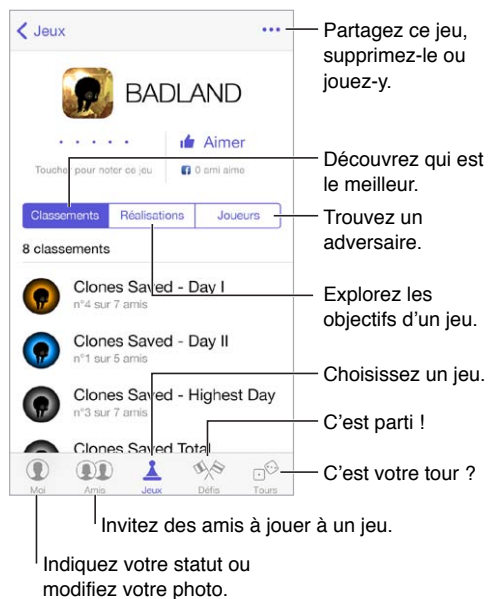 Jeux
•••
Partagez ce jeu,
supprimez-le ou
jouez-y.
BADLAND
Aimer
Toucher pour noter ce jeu
0 ami aime
Découvrez qui est
le meilleur.
Classements
Réalisations
Joueurs
Trouvez un
adversaire.
8 classements
Clones Saved - Day I
n°4 sur 7 amis
Explorez les
objectifs d'un jeu.
Clones Saved - Day II
n°1 sur 5 amis
Choisissez un jeu.
Clones Saved - Highest Day
n°3 sur 7 amis
C'est parti !
Clones Saved Total
Moi
Amis
Jeux
Défis
Tours
C'est votre tour ?
Invitez des amis à jouer à un jeu.
Indiquez votre statut ou
modifiez votre photo.